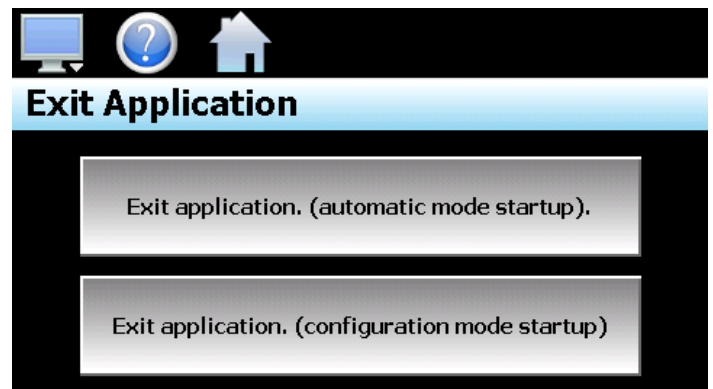 ?
Exit Application
Exit application. (automatic mode startup).
Exit application. (configuration mode startup)